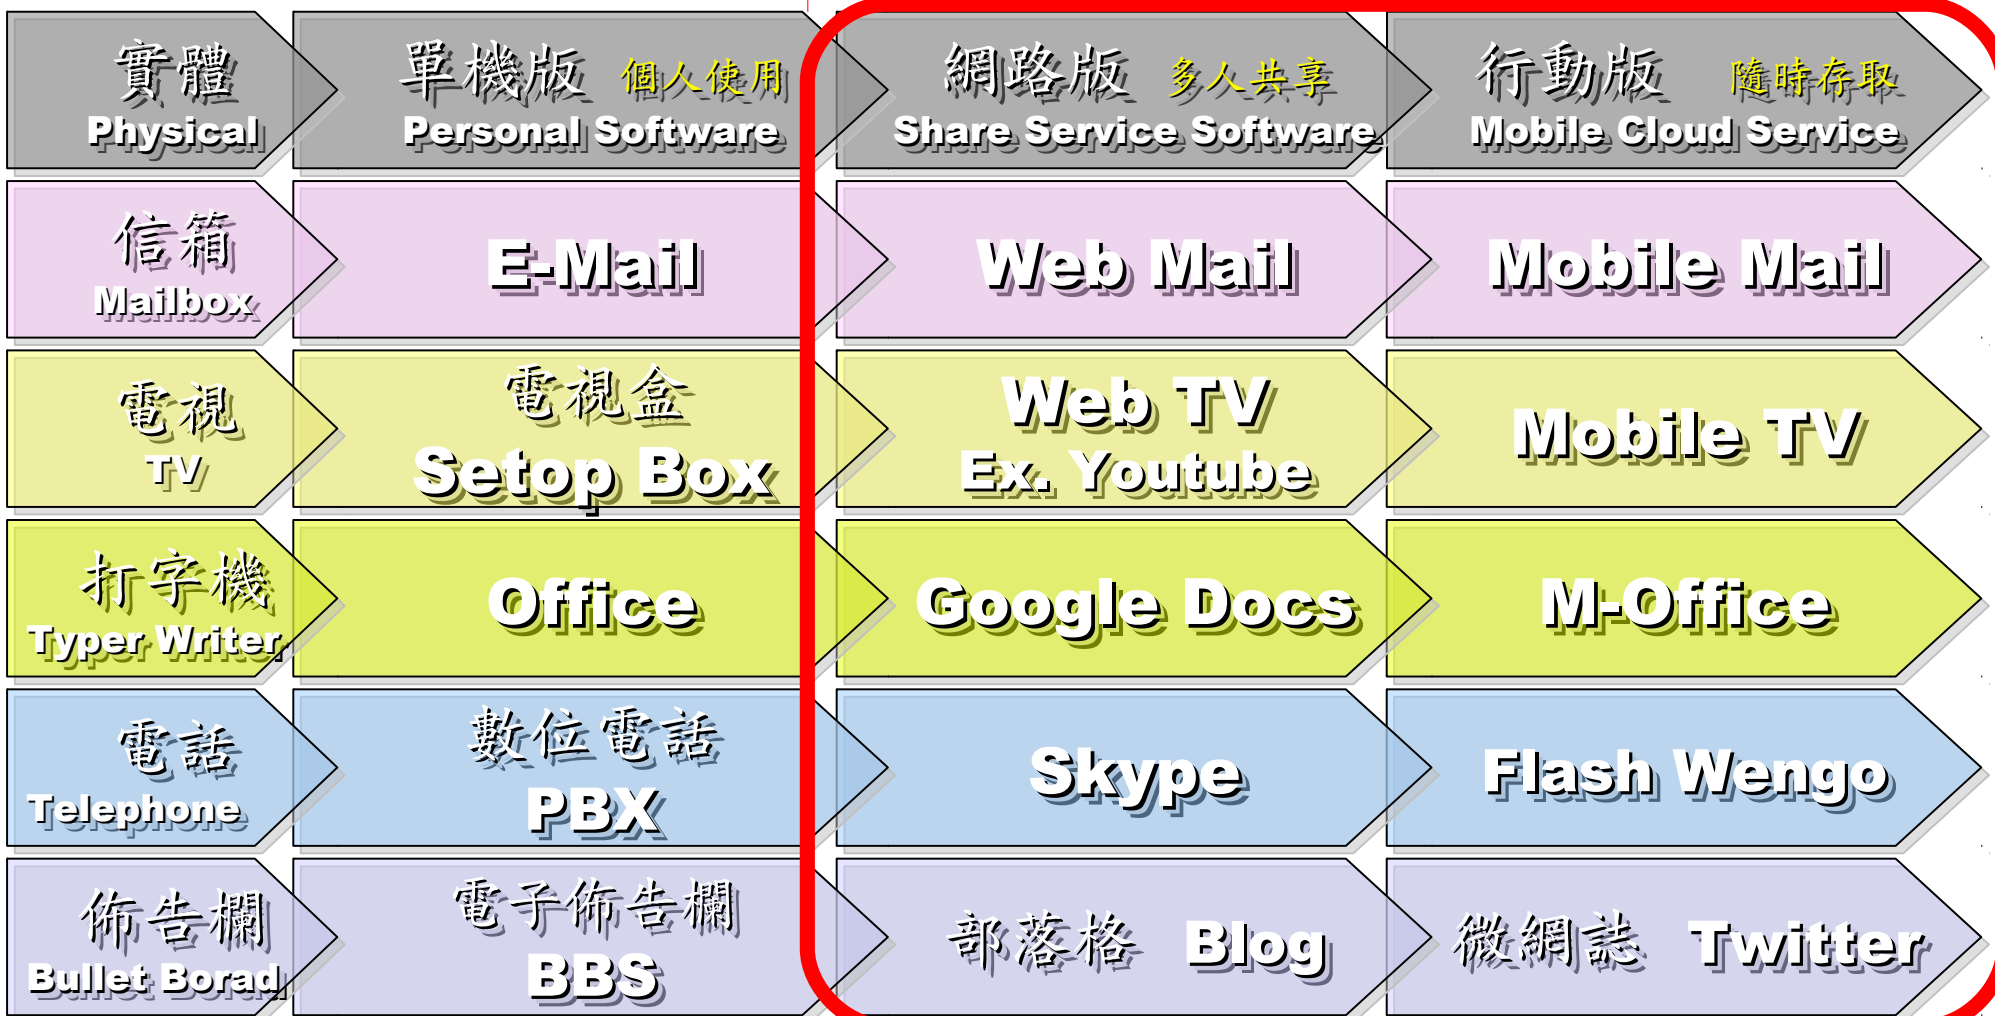 實體
Physical
單機版 個人使用
Personal Software
網路版 多人共享
Share Service Software
行動版 隨時存取
Mobile Cloud Service
信箱
Mailbox
E-Mail
Web Mail
Mobile Mail
電視
TV
電視盒
Setop Box
Web TV
Ex. Youtube
Mobile TV
打字機
Typer Writer
Office
Google Docs
M-Office
電話
Telephone
數位電話
PBX
Skype
Flash Wengo
佈告欄
Bullet Borad
電子佈告欄
BBS
部落格 Blog
微網誌 Twitter